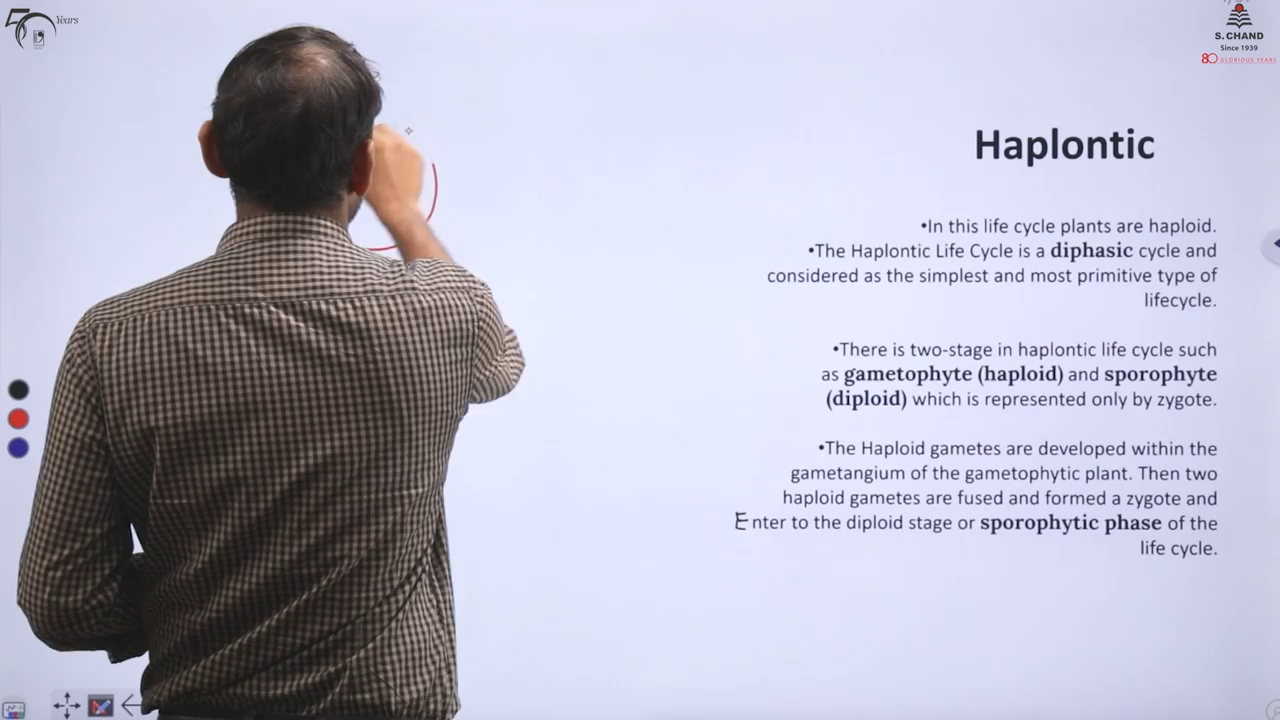 50 Years
S. CHAND
Since 1939
80 GLORIOUS YEARS
Haplontic
•In this life cycle plants are haploid.
•The Haplontic Life Cycle is a diphasic cycle and
considered as the simplest and most primitive type of
lifecycle.
•There is two-stage in haplontic life cycle such
as gametophyte (haploid) and sporophyte
(diploid) which is represented only by zygote.
•The Haploid gametes are developed within the
gametangium of the gametophytic plant. Then two
haploid gametes are fused and formed a zygote and
Enter to the diploid stage or sporophytic phase of the
life cycle.